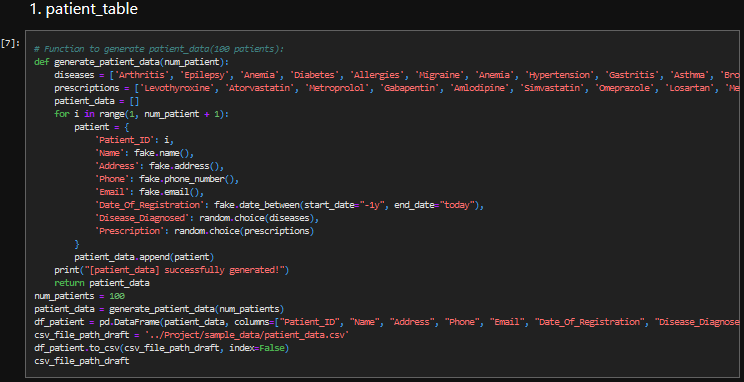 1. patient_table
[7]:
# Function to generate patient_data(100 patients):
def generate_patient_data(num_patient):
    diseases = ['Arthritis', 'Epilepsy', 'Anemia', 'Diabetes', 'Allergies', 'Migraine', 'Anemia', 'Hypertension', 'Gastritis', 'Asthma', 'Bro
    prescriptions = ['Levothyroxine', 'Atorvastatin', 'Metroprolol', 'Gabapentin', 'Amlodipine', 'Simvastatin', 'Omeprazole', 'Losartan', 'Me
    patient_data = []
    for i in range(1, num_patient + 1):
        patient = {
            'Patient_ID': i,
            'Name': fake.name(),
            'Address': fake.address(),
            'Phone': fake.phone_number(),
            'Email': fake.email(),
            'Date_Of_Registration': fake.date_between(start_date="-1y", end_date="today"),
            'Disease_Diagnosed': random.choice(diseases),
            'Prescription': random.choice(prescriptions)
        }
        patient_data.append(patient)
    print("[patient_data] successfully generated!")
    return patient_data
num_patients = 100
patient_data = generate_patient_data(num_patients)
df_patient = pd.DataFrame(patient_data, columns=["Patient_ID", "Name", "Address", "Phone", "Email", "Date_Of_Registration", "Disease_Diagnose
csv_file_path_draft = '../Project/sample_data/patient_data.csv'
df_patient.to_csv(csv_file_path_draft, index=False)
csv_file_path_draft